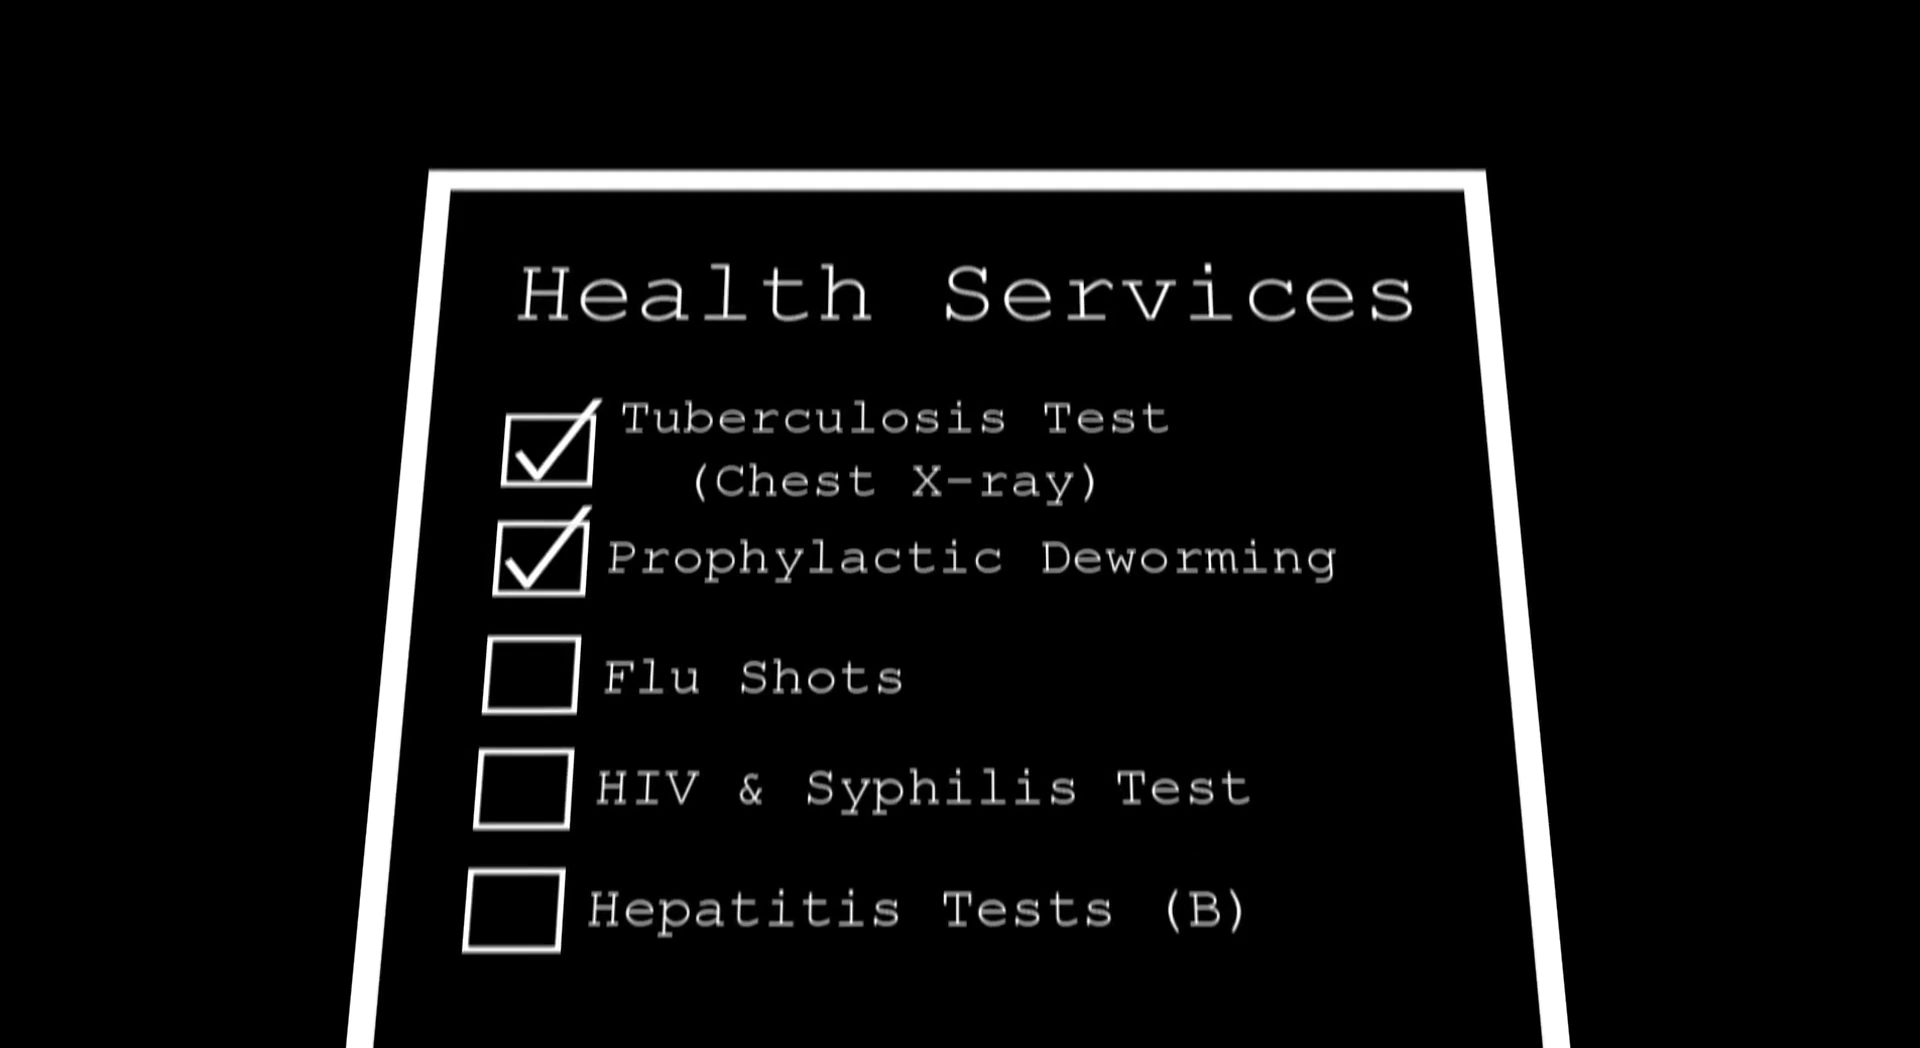 Health Services
Tuberculosis Test
(Chest X-ray)
Prophylactic Deworming
Flu Shots
HIV & Syphilis Test
Hepatitis Tests (B)